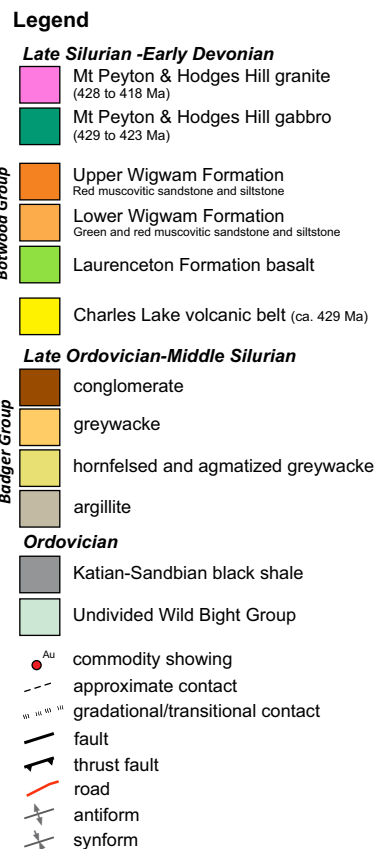 Legend
Late Silurian -Early Devonian
Mt Peyton & Hodges Hill granite
(428 to 418 Ma)
Mt Peyton & Hodges Hill gabbro
(429 to 423 Ma)
Botwood Group
Upper Wigwam Formation
Red muscovitic sandstone and siltstone
Lower Wigwam Formation
Green and red muscovitic sandstone and siltstone
Laurenceton Formation basalt
Charles Lake volcanic belt (ca. 429 Ma)
Late Ordovician-Middle Silurian
Badger Group
conglomerate
greywacke
hornfelsed and agmatized greywacke
argillite
Ordovician
Katian-Sandbian black shale
Undivided Wild Bight Group
Au commodity showing
approximate contact
gradational/transitional contact
fault
thrust fault
road
antiform
synform